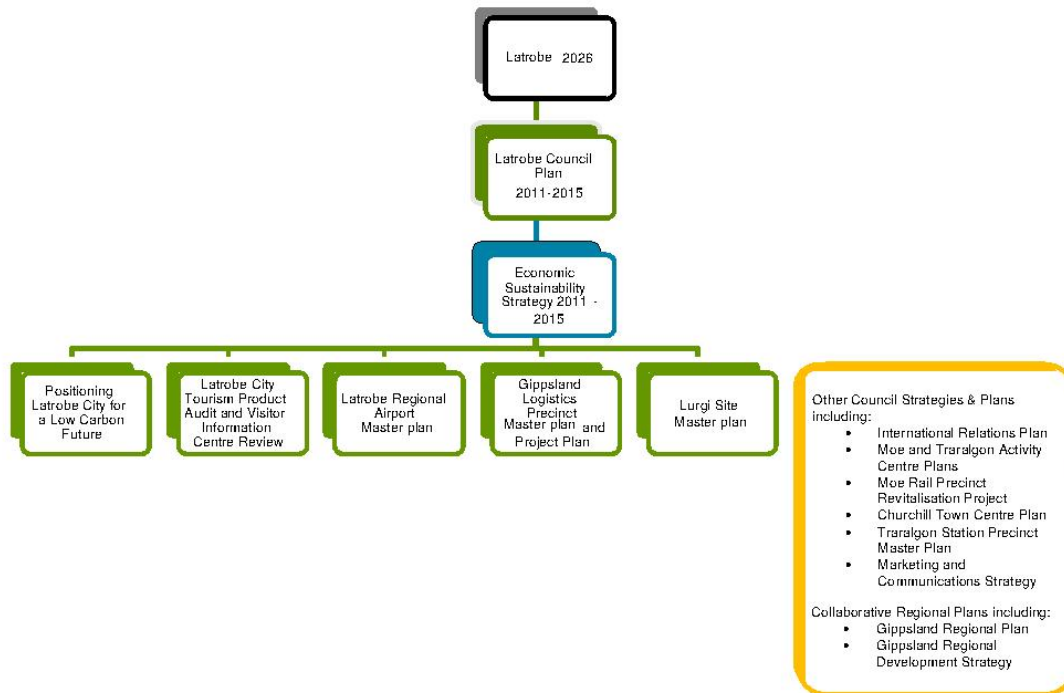 Latrobe 2026
Latrobe Council
Plan
2011-2015
Economic
Sustainability
Strategy 2011 -
2015
Positioning
Latrobe City for
a Low Carbon
Future
Latrobe City
Tourism Product
Audit and Visitor
Information
Centre Review
Latrobe Regional
Airport
Master plan
Gippsland
Logistics
Precinct
Master plan and
Project Plan
Lurgi Site
Master plan
Other Council Strategies & Plans
including:
• International Relations Plan
• Moe and Traralgon Activity
Centre Plans
• Moe Rail Precinct
Revitalisation Project
• Churchill Town Centre Plan
• Traralgon Station Precinct
Master Plan
• Marketing and
Communications Strategy
Collaborative Regional Plans including:
• Gippsland Regional Plan
• Gippsland Regional
Development Strategy